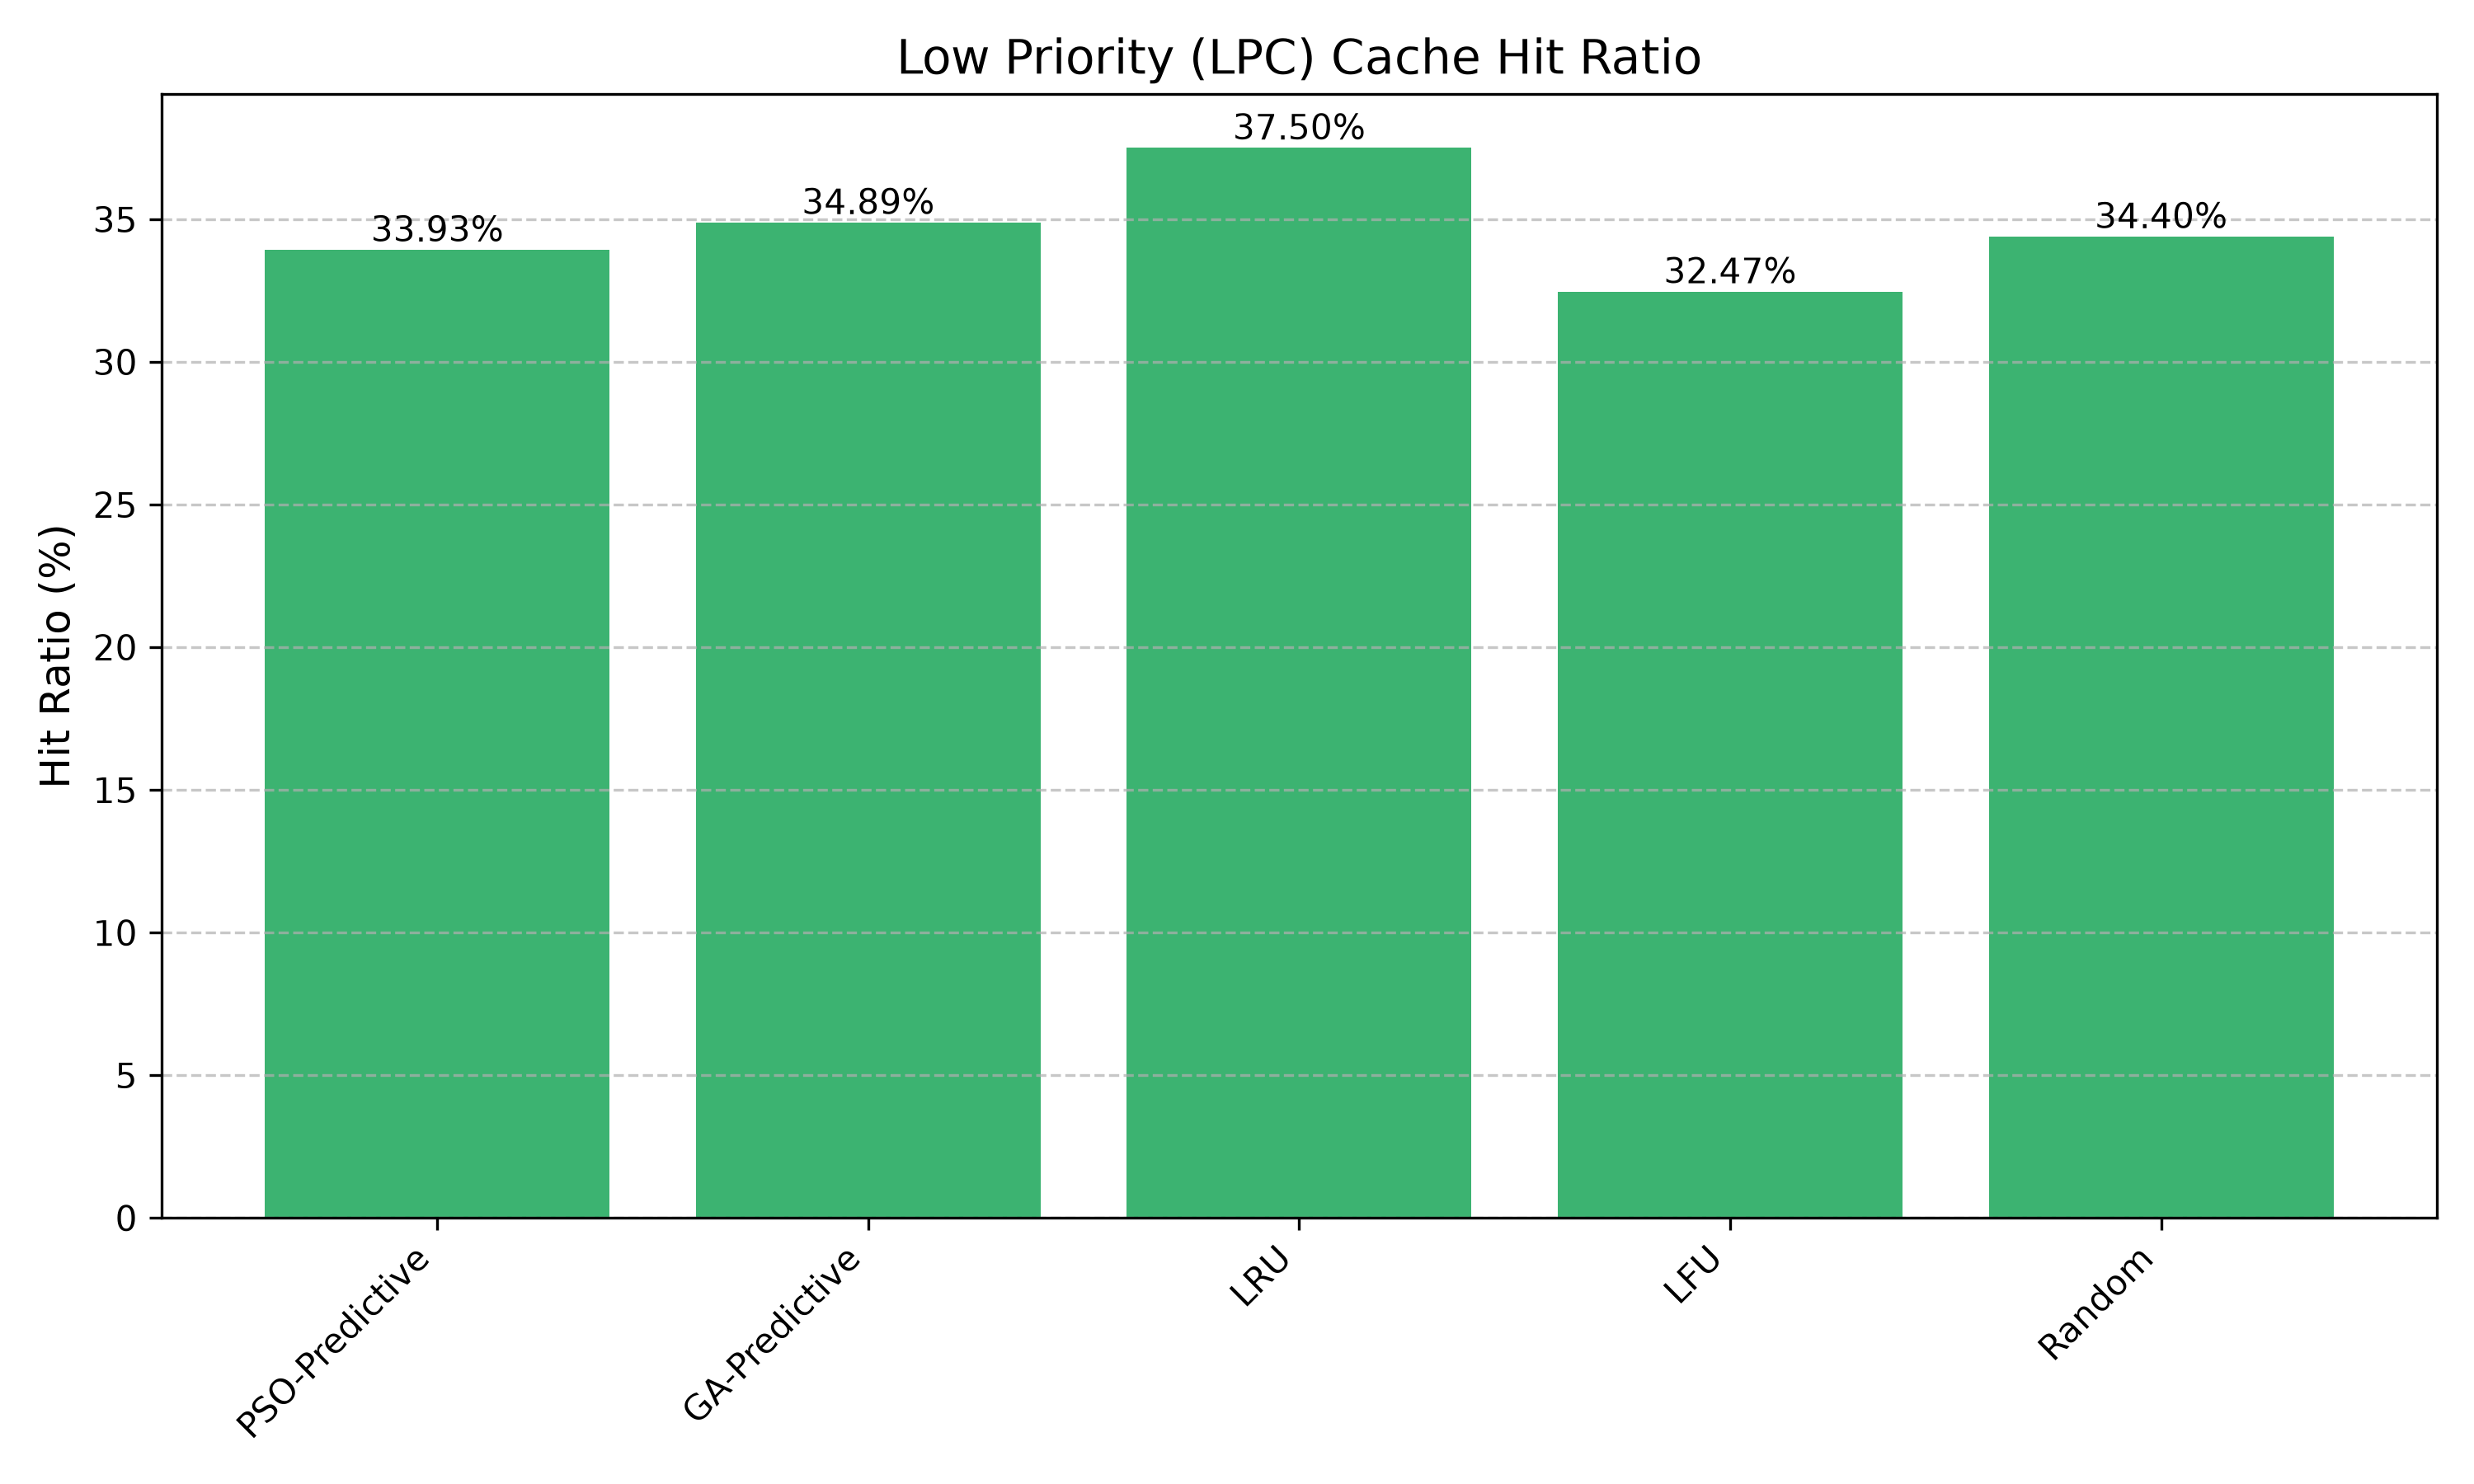 Low Priority (LPC) Cache Hit Ratio
Hit Ratio (%)
35
30
25
20
15
10
5
0
33.93%
34.89%
37.50%
32.47%
34.40%
PSO-Predictive
GA-Predictive
LRU
LFU
Random